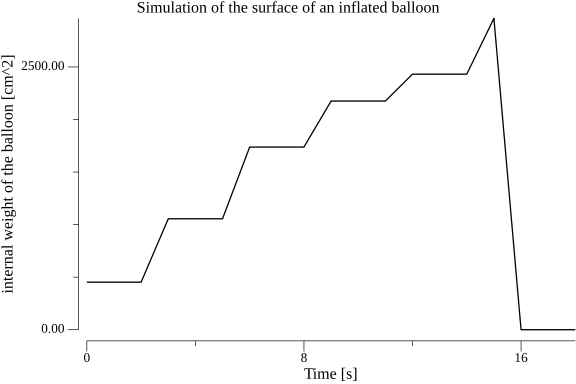 Simulation of the surface of an inflated balloon
internal weight of the balloon [cm^2]
2500.00
0.00
0
8
16
Time [s]